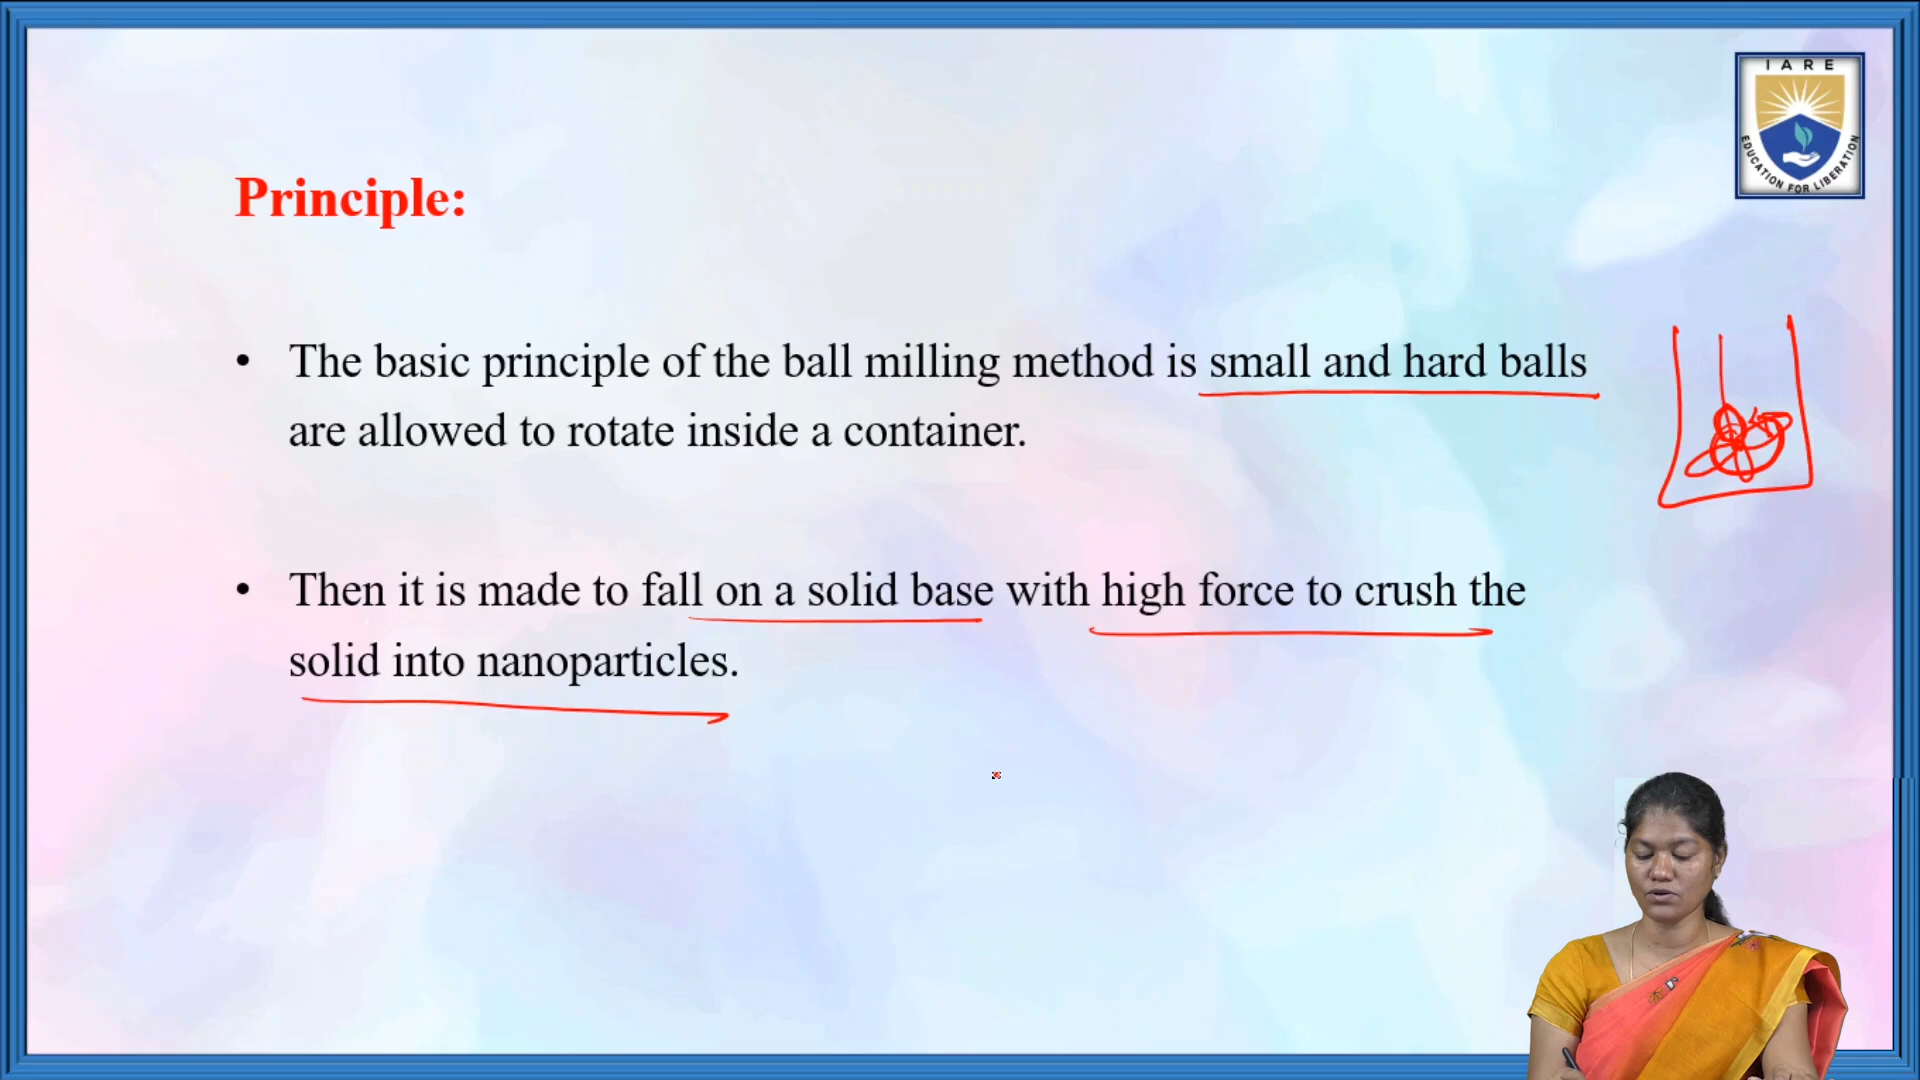 IARE
EDUCATION FOR LIBERATION
Principle:
• The basic principle of the ball milling method is small and hard balls
are allowed to rotate inside a container.
• Then it is made to fall on a solid base with high force to crush the
solid into nanoparticles.